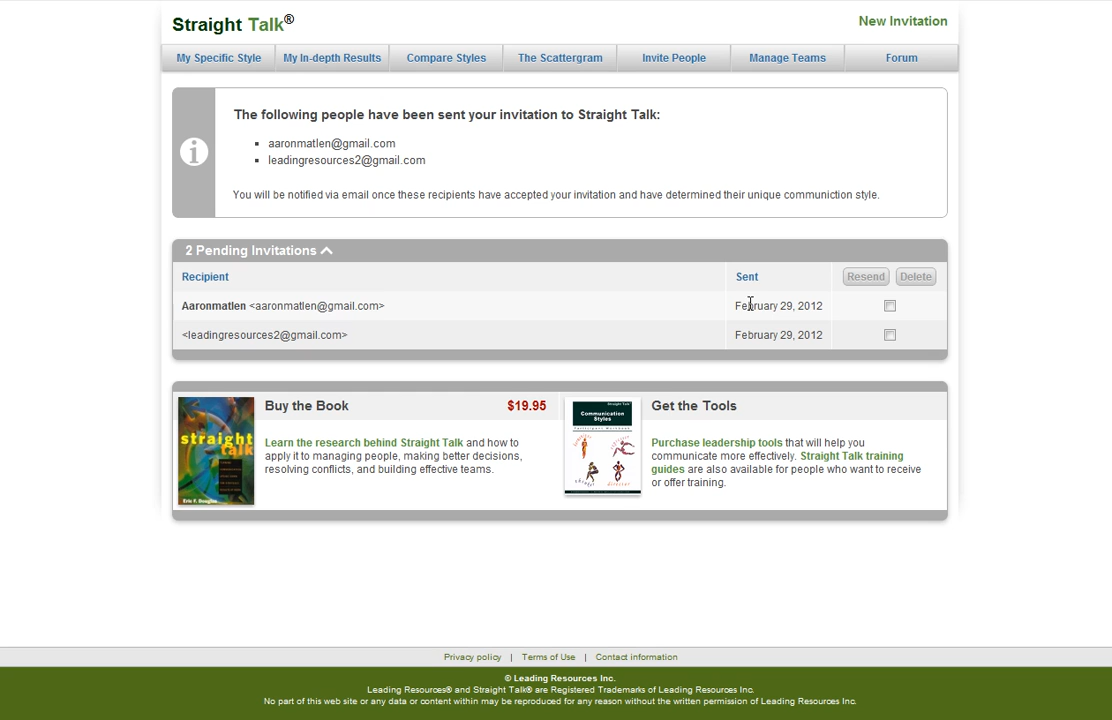 Straight Talk®
New Invitation
My Specific Style
My In-depth Results
Compare Styles
The Scattergram
Invite People
Manage Teams
Forum
The following people have been sent your invitation to Straight Talk:
aaronmatlen@gmail.com
leadingresources2@gmail.com
You will be notified via email once these recipients have accepted your invitation and have determined their unique communiction style.
2 Pending Invitations
Recipient
Sent
Resend
Delete
Aaronmatlen <aaronmatlen@gmail.com>
February 29, 2012
<leadingresources2@gmail.com>
February 29, 2012
straight talk
Eric F. Douglas
Buy the Book
$19.95
Learn the research behind Straight Talk and how to
apply it to managing people, making better decisions,
resolving conflicts, and building effective teams.
Straight Talk
Communication
Styles
Get the Tools
Purchase leadership tools that will help you
communicate more effectively. Straight Talk training
guides are also available for people who want to receive
or offer training.
Privacy policy | Terms of Use | Contact information
© Leading Resources Inc.
Leading Resources® and Straight Talk® are Registered Trademarks of Leading Resources Inc.
No part of this web site or any data or content within may be reproduced for any reason without the written permission of Leading Resources Inc.